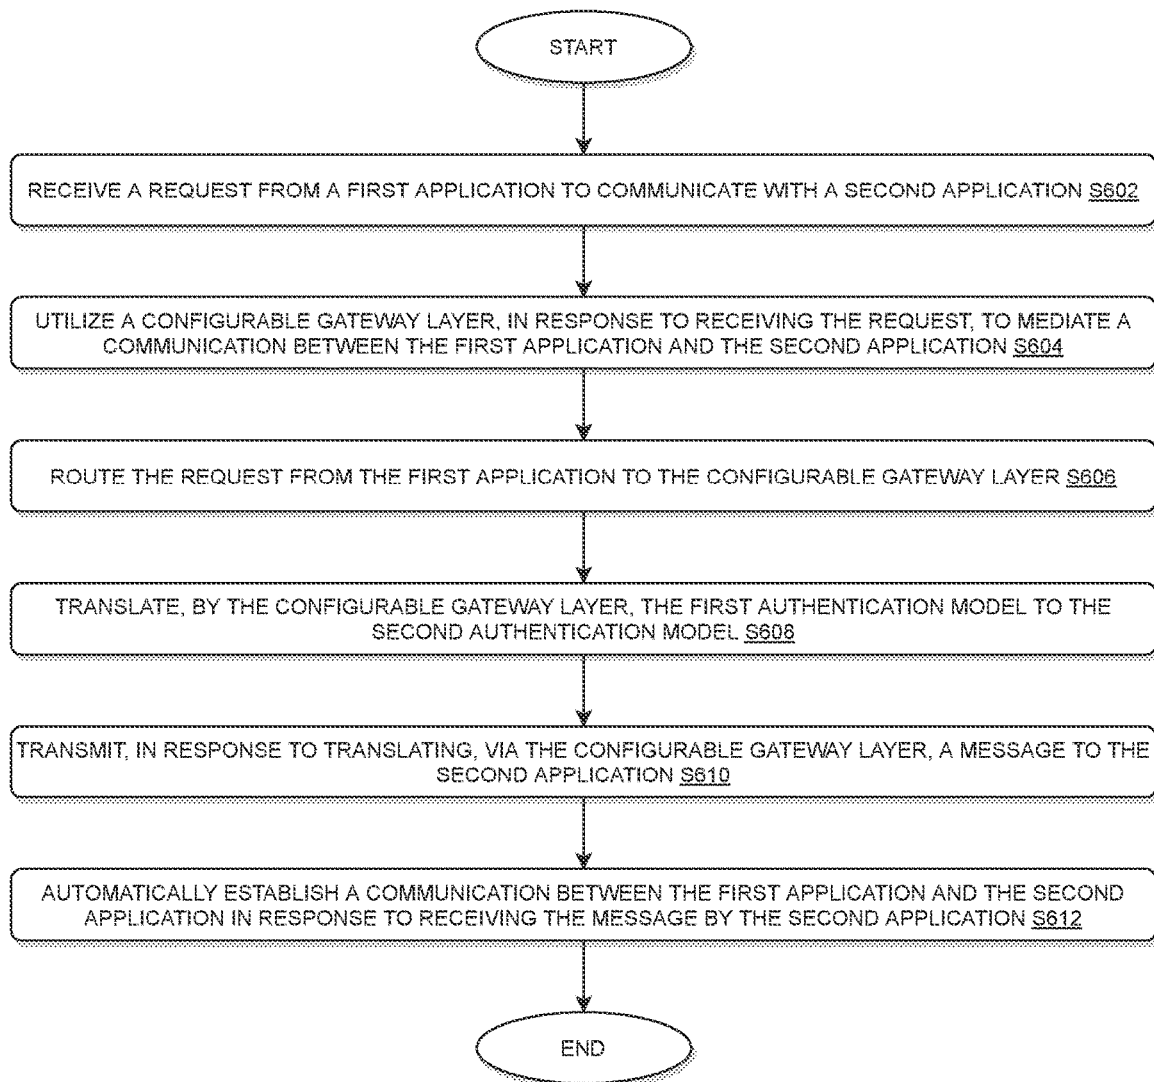 START
RECEIVE A REQUEST FROM A FIRST APPLICATION TO COMMUNICATE WITH A SECOND APPLICATION S602
UTILIZE A CONFIGURABLE GATEWAY LAYER, IN RESPONSE TO RECEIVING THE REQUEST, TO MEDIATE A
COMMUNICATION BETWEEN THE FIRST APPLICATION AND THE SECOND APPLICATION S604
ROUTE THE REQUEST FROM THE FIRST APPLICATION TO THE CONFIGURABLE GATEWAY LAYER S606
TRANSLATE, BY THE CONFIGURABLE GATEWAY LAYER, THE FIRST AUTHENTICATION MODEL TO THE
SECOND AUTHENTICATION MODEL S608
TRANSMIT, IN RESPONSE TO TRANSLATING, VIA THE CONFIGURABLE GATEWAY LAYER, A MESSAGE TO THE
SECOND APPLICATION S610
AUTOMATICALLY ESTABLISH A COMMUNICATION BETWEEN THE FIRST APPLICATION AND THE SECOND
APPLICATION IN RESPONSE TO RECEIVING THE MESSAGE BY THE SECOND APPLICATION S612
END